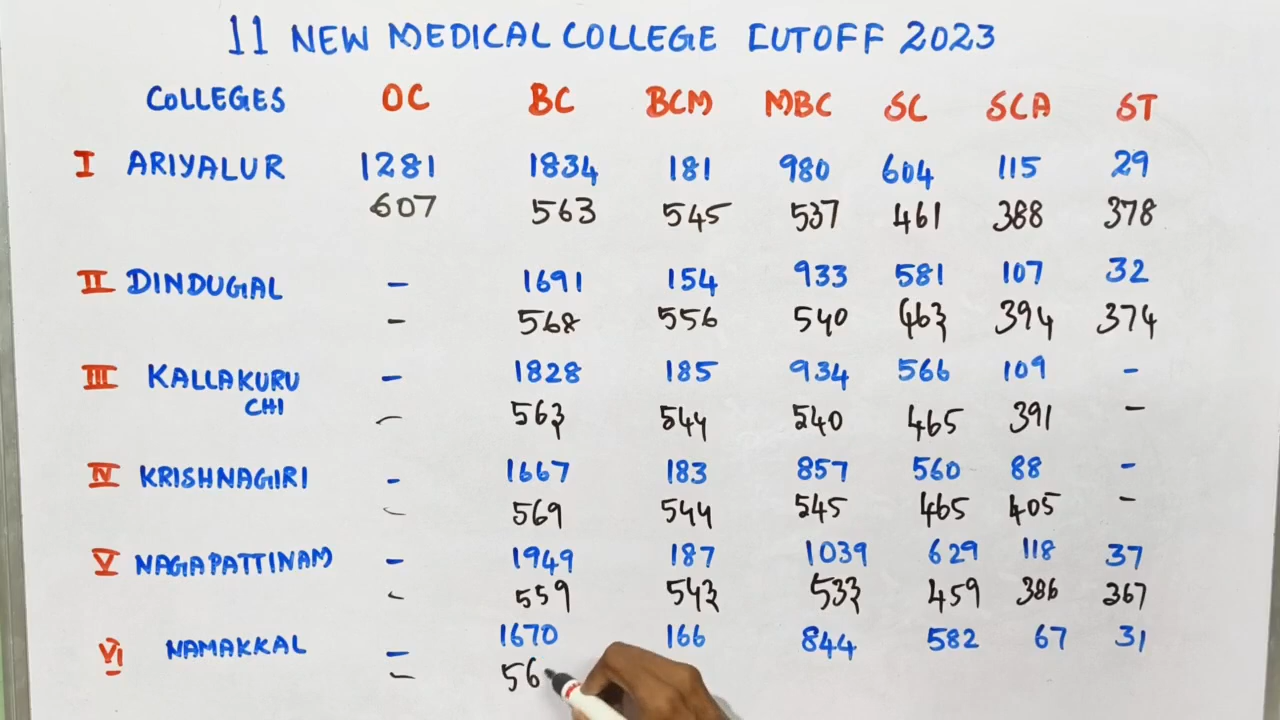 11 NEW MEDICAL COLLEGE CUTOFF 2023
COLLEGES OC BC BCM MBC SC SCA ST
I ARIYALUR 1281 1834 181 980 604 115 29
607 563 545 537 461 388 378
II DINDUGAL - 1691 154 933 581 107 32
- 568 556 540 463 394 374
III KALLAKURU - 1828 185 934 566 109 -
CHI - 563 544 540 465 391 -
IV KRISHNAGIRI - 1667 183 857 560 88 -
- 569 544 545 465 405 -
V NAGAPATTINAM - 1949 187 1039 629 118 37
- 559 543 533 459 386 367
VI NAMAKKAL - 1670 166 844 582 67 31
- 56